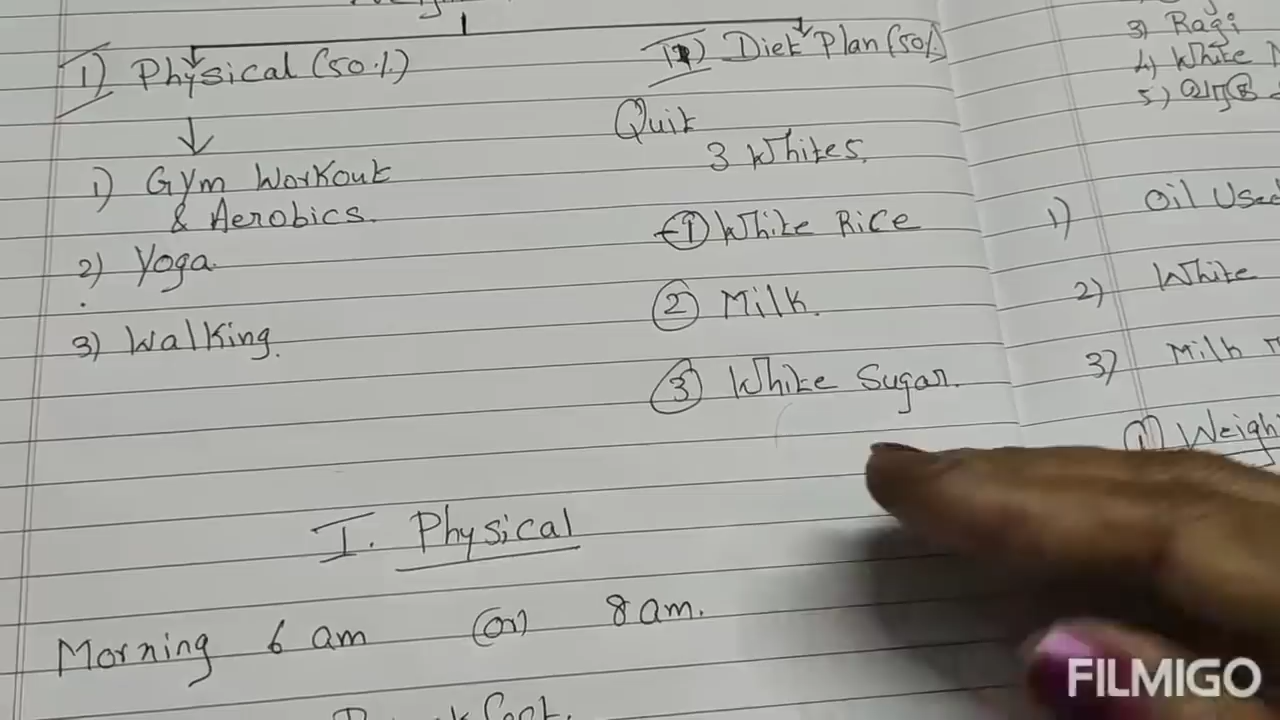 I) Physical (50%)
1) Gym Workout
& Aerobics.
2) Yoga
3) Walking.
II) Diet Plan (50%)
Quit
3 Whites.
① White Rice
② Milk.
③ White Sugar.
I. Physical
Morning 6 am (or) 8 am.
3) Ragi
4) White
5)
1) Oil Used
2) White
3) Milk
① Weigh
FILMIGO